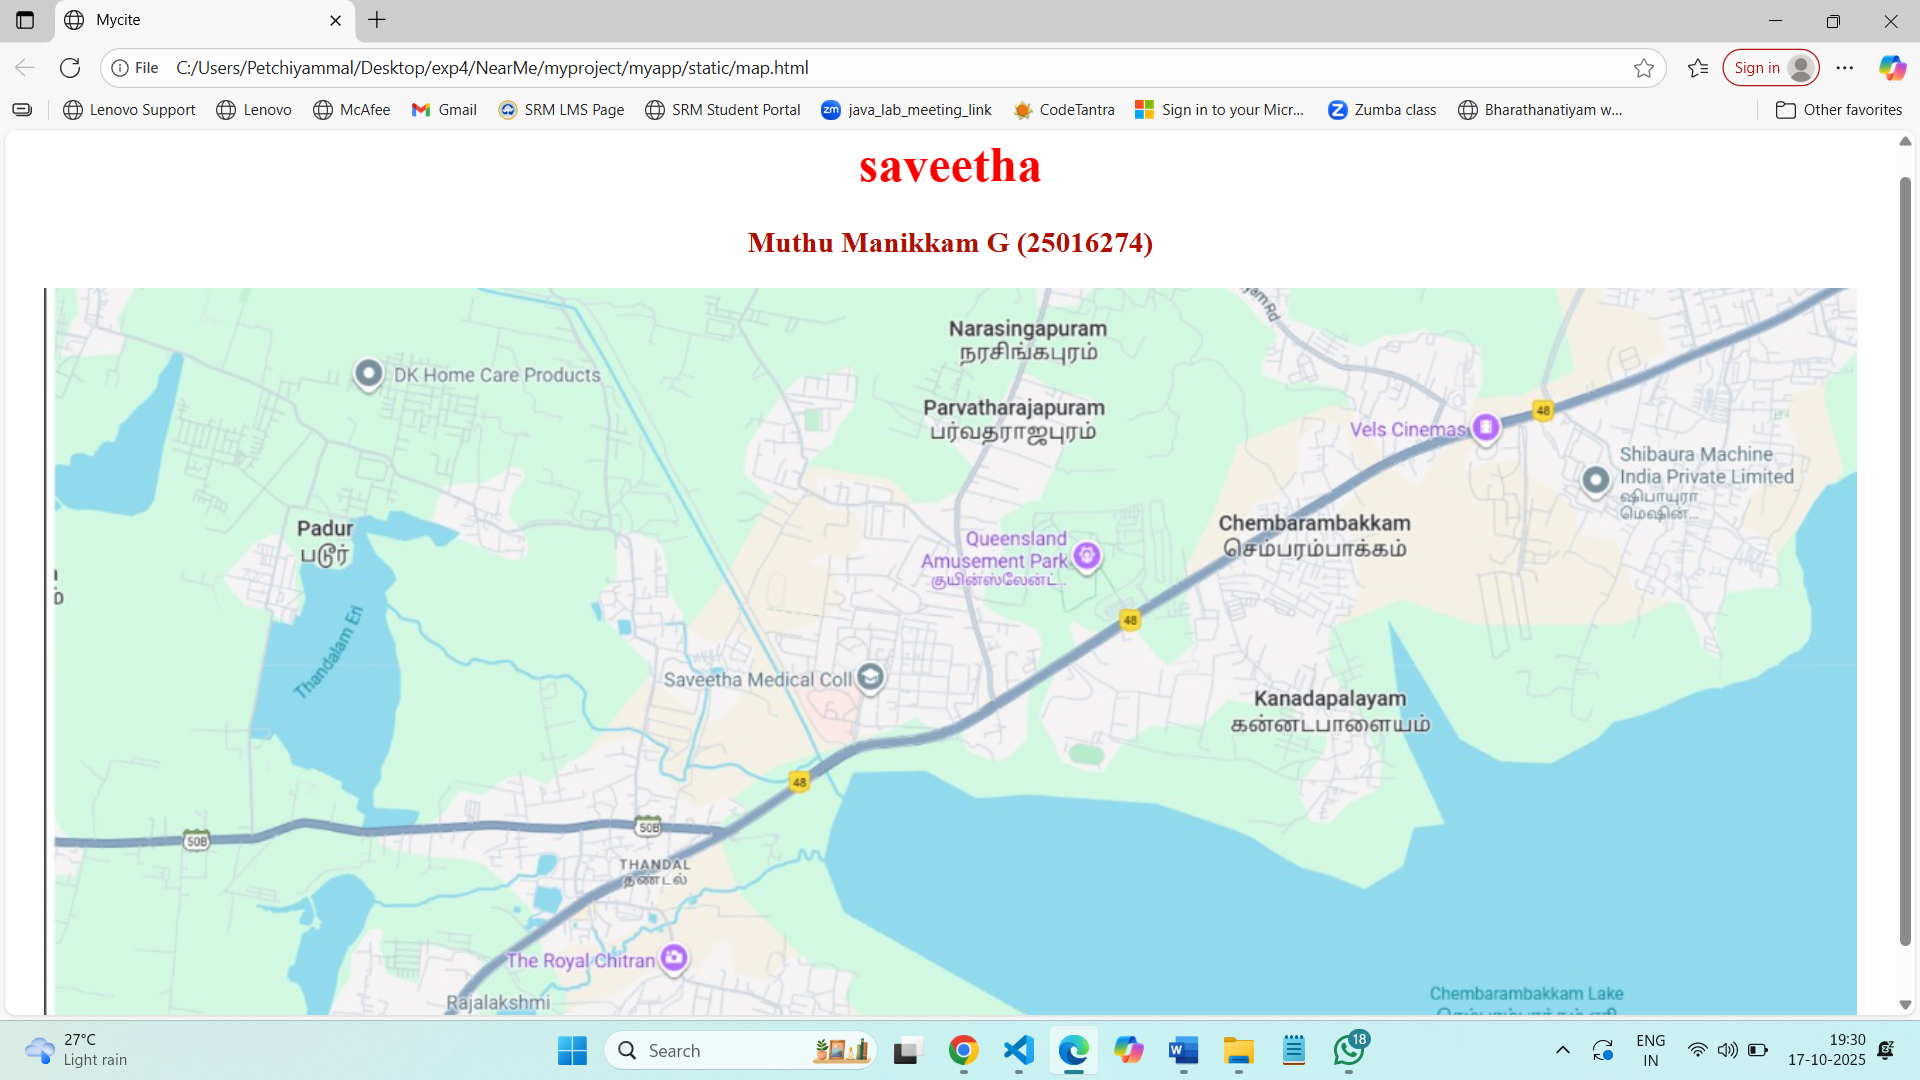 Mycite
File C:/Users/Petchiyammal/Desktop/exp4/NearMe/myproject/myapp/static/map.html
Sign in
Lenovo Support Lenovo McAfee Gmail SRM LMS Page SRM Student Portal zm java_lab_meeting_link CodeTantra Sign in to your Micr... Zumba class Bharathanatiyam w... Other favorites
saveetha
Muthu Manikkam G (25016274)
Narasingapuram
நரசிங்கபுரம்
DK Home Care Products
Parvatharajapuram
பர்வதராஜபுரம்
48
Vels Cinemas
Shibaura Machine
India Private Limited
ஷிபாயுரா
மெஷின்...
Padur
படூர்
Chembarambakkam
செம்பரம்பாக்கம்
Queensland
Amusement Park
குயின்ஸ்லேன்ட்...
48
Thandalam Eri
Saveetha Medical Coll
Kanadapalayam
கன்னடபாளையம்
48
50B
50B
THANDAL
தண்டல்
The Royal Chitran
Rajalakshmi
Chembarambakkam Lake
27°C
Light rain
Search
18
ENG
IN
19:30
17-10-2025